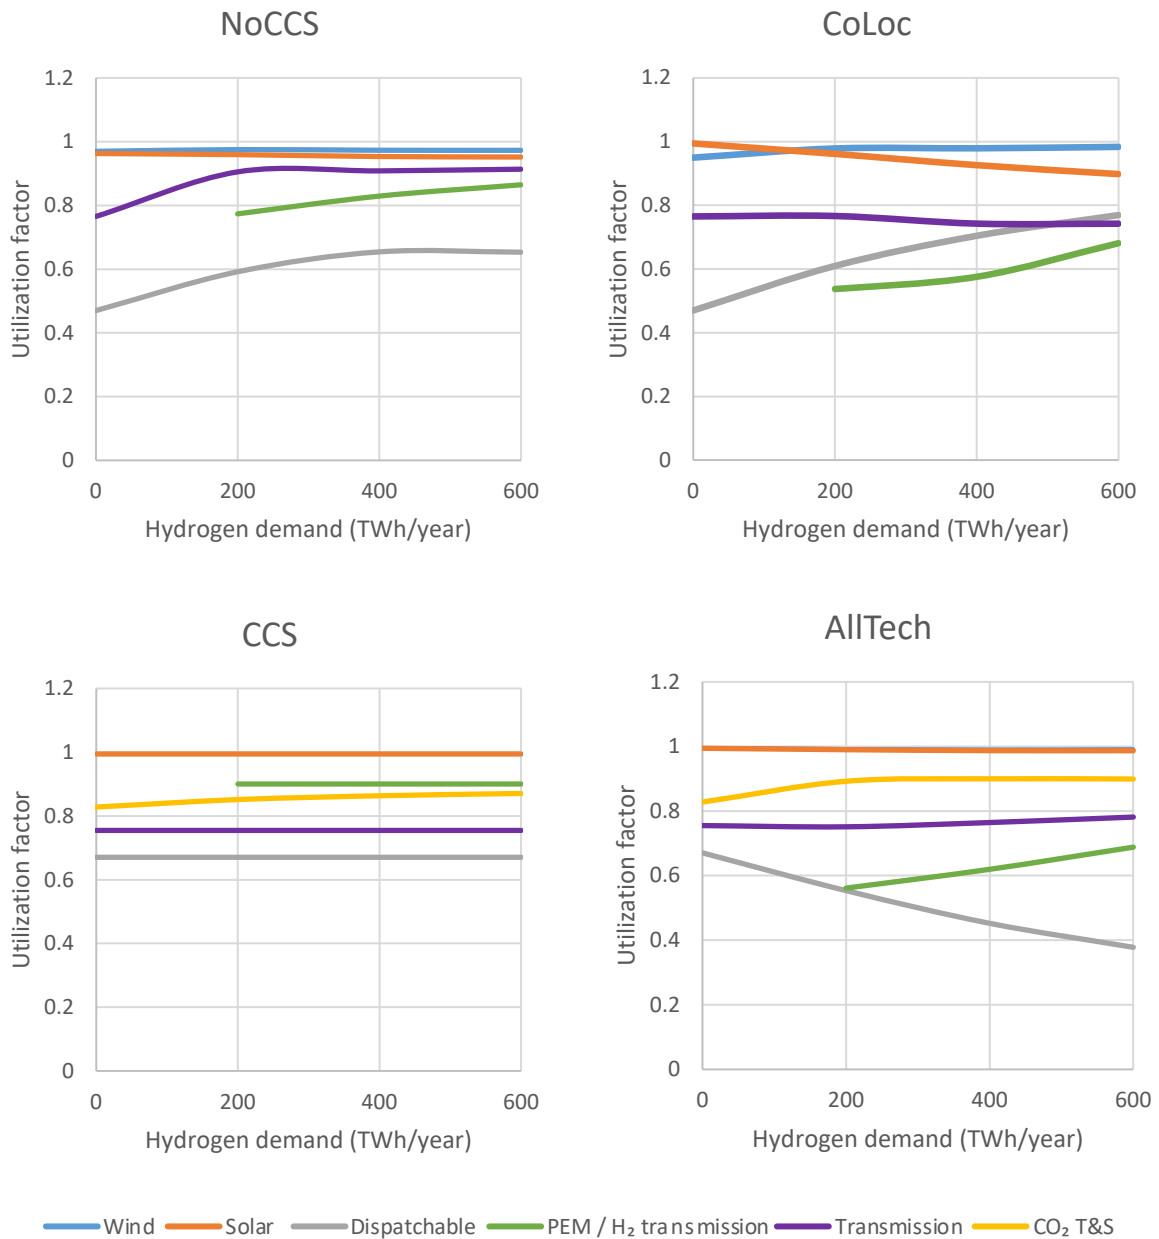 NoCCS
1.2
1
0.8
0.6
0.4
0.2
0
Utilization factor
0 200 400 600
Hydrogen demand (TWh/year)
CoLoc
1.2
1
0.8
0.6
0.4
0.2
0
Utilization factor
0 200 400 600
Hydrogen demand (TWh/year)
CCS
1.2
1
0.8
0.6
0.4
0.2
0
Utilization factor
0 200 400 600
Hydrogen demand (TWh/year)
AllTech
1.2
1
0.8
0.6
0.4
0.2
0
Utilization factor
0 200 400 600
Hydrogen demand (TWh/year)
Wind Solar Dispatchable PEM / H₂ transmission Transmission CO₂ T&S